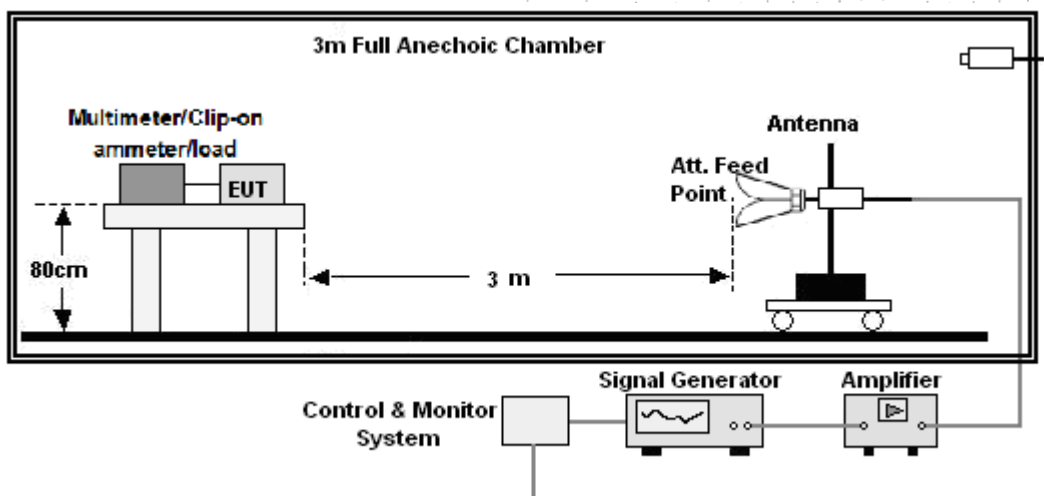 3m Full Anechoic Chamber
Multimeter/Clip-on
ammeter/load
EUT
80cm
3 m
Antenna
Att. Feed
Point
Signal Generator
Amplifier
Control & Monitor
System